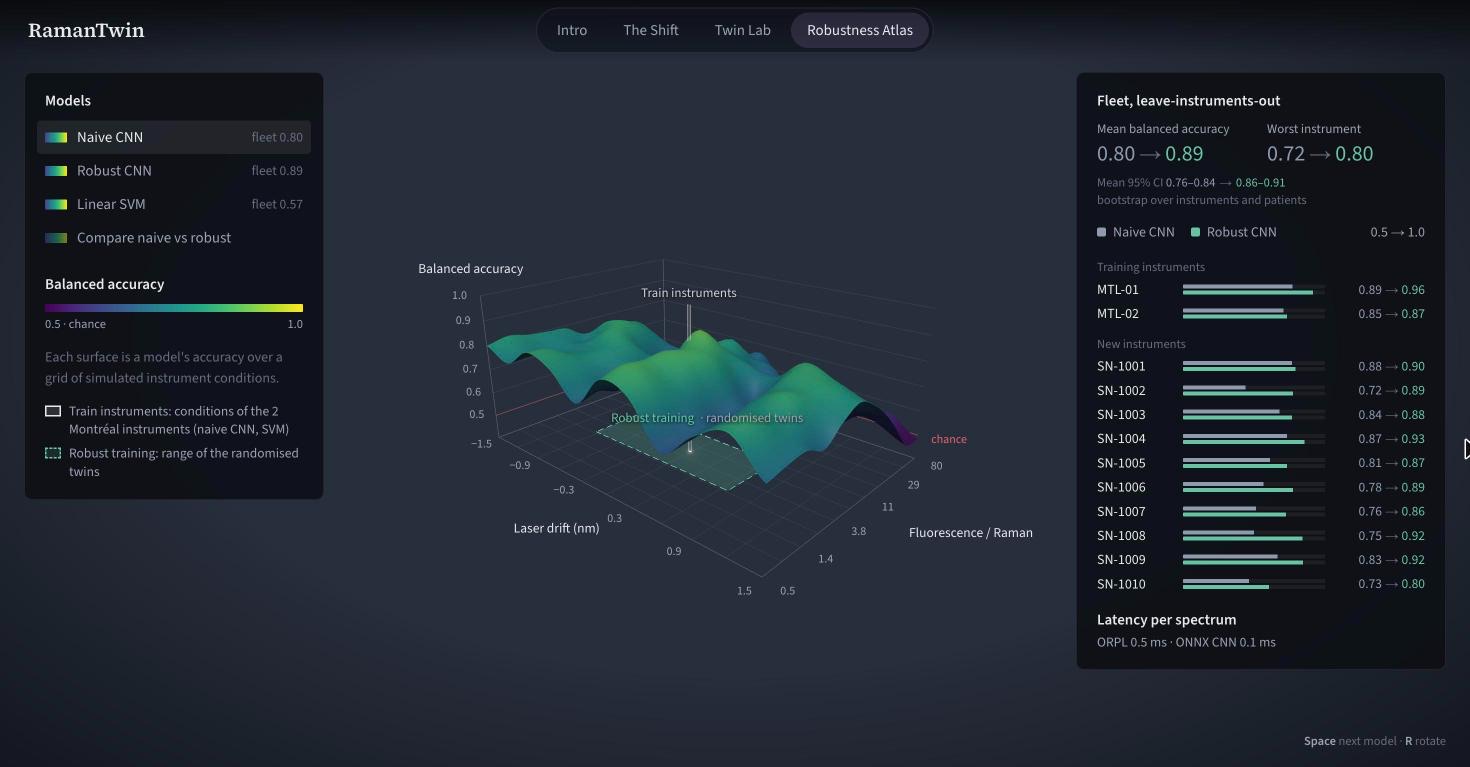 RamanTwin
Intro
The Shift
Twin Lab
Robustness Atlas
Models
Naive CNN fleet 0.80
Robust CNN fleet 0.89
Linear SVM fleet 0.57
Compare naive vs robust
Balanced accuracy
0.5 · chance 1.0
Each surface is a model's accuracy over a
grid of simulated instrument conditions.
Train instruments: conditions of the 2
Montréal instruments (naive CNN, SVM)
Robust training: range of the randomised
twins
Balanced accuracy
Train instruments
1.0
0.9
0.8
0.7
0.6
0.5
Robust training · randomised twins
chance
−1.5
−0.9
−0.3
0.3
0.9
1.5
Laser drift (nm)
80
29
11
3.8
1.4
0.5
Fluorescence / Raman
Fleet, leave-instruments-out
Mean balanced accuracy Worst instrument
0.80 → 0.89 0.72 → 0.80
Mean 95% CI 0.76–0.84 → 0.86–0.91
bootstrap over instruments and patients
Naive CNN Robust CNN 0.5 → 1.0
Training instruments
MTL-01 0.89 → 0.96
MTL-02 0.85 → 0.87
New instruments
SN-1001 0.88 → 0.90
SN-1002 0.72 → 0.89
SN-1003 0.84 → 0.88
SN-1004 0.87 → 0.93
SN-1005 0.81 → 0.87
SN-1006 0.78 → 0.89
SN-1007 0.76 → 0.86
SN-1008 0.75 → 0.92
SN-1009 0.83 → 0.92
SN-1010 0.73 → 0.80
Latency per spectrum
ORPL 0.5 ms · ONNX CNN 0.1 ms
Space next model · R rotate